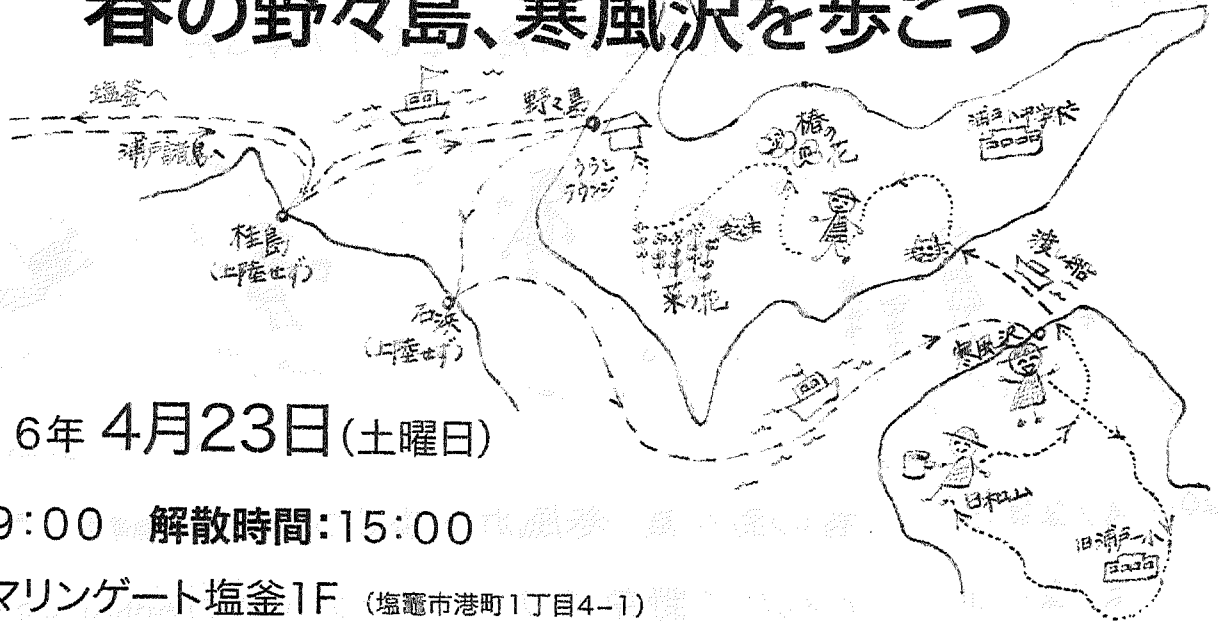 春の野々島、寒風沢を歩こう
塩釜へ
浦戸諸島へ
野々島
うらと
ラウンジ
椿の
花
浦戸小中学校
桂島
(上陸せず)
菜の花
渡し船
石浜
(上陸せず)
寒風沢
6年 4月23日(土曜日)
日和山
9:00 解散時間:15:00
旧浦戸一小
マリンゲート塩釜1F (塩竈市港町1丁目4−1)